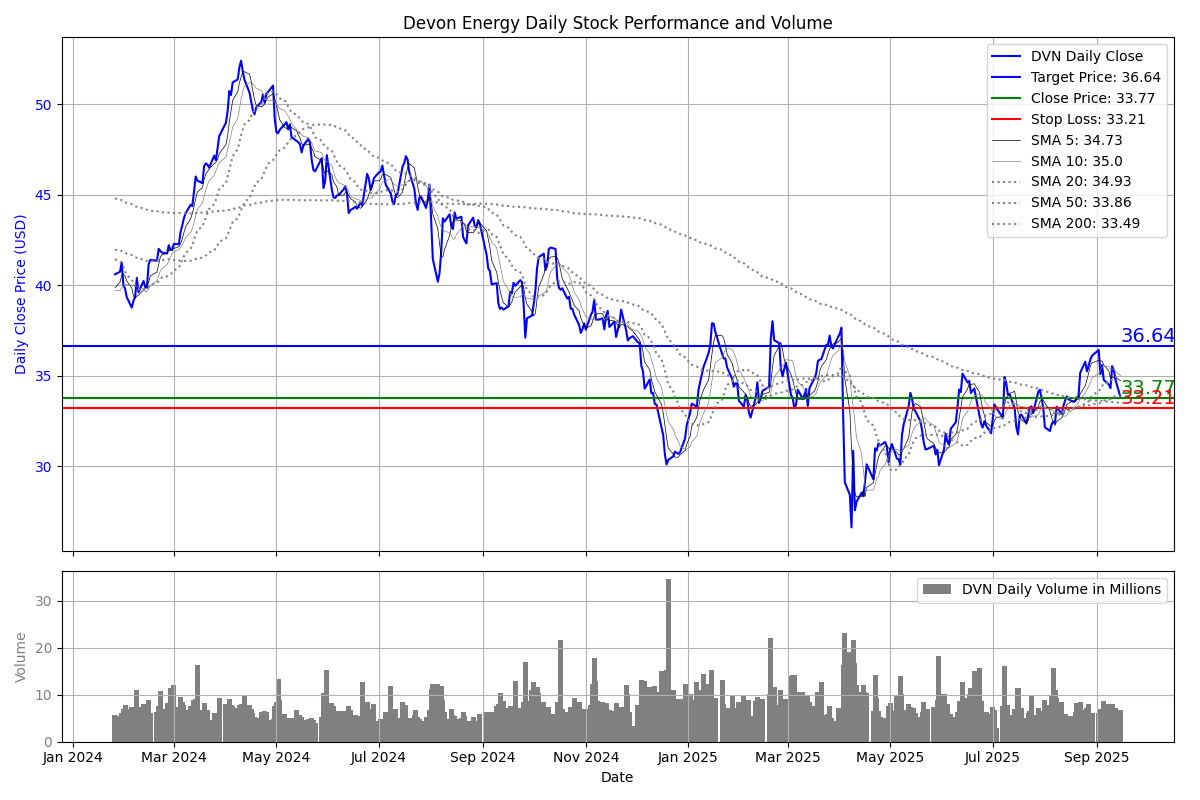 Devon Energy Daily Stock Performance and Volume
Daily Close Price (USD)
50
45
40
35
30
DVN Daily Close
Target Price: 36.64
Close Price: 33.77
Stop Loss: 33.21
SMA 5: 34.73
SMA 10: 35.0
SMA 20: 34.93
SMA 50: 33.86
SMA 200: 33.49
36.64
33.77
33.21
Volume
30
20
10
0
DVN Daily Volume in Millions
Jan 2024 Mar 2024 May 2024 Jul 2024 Sep 2024 Nov 2024 Jan 2025 Mar 2025 May 2025 Jul 2025 Sep 2025
Date